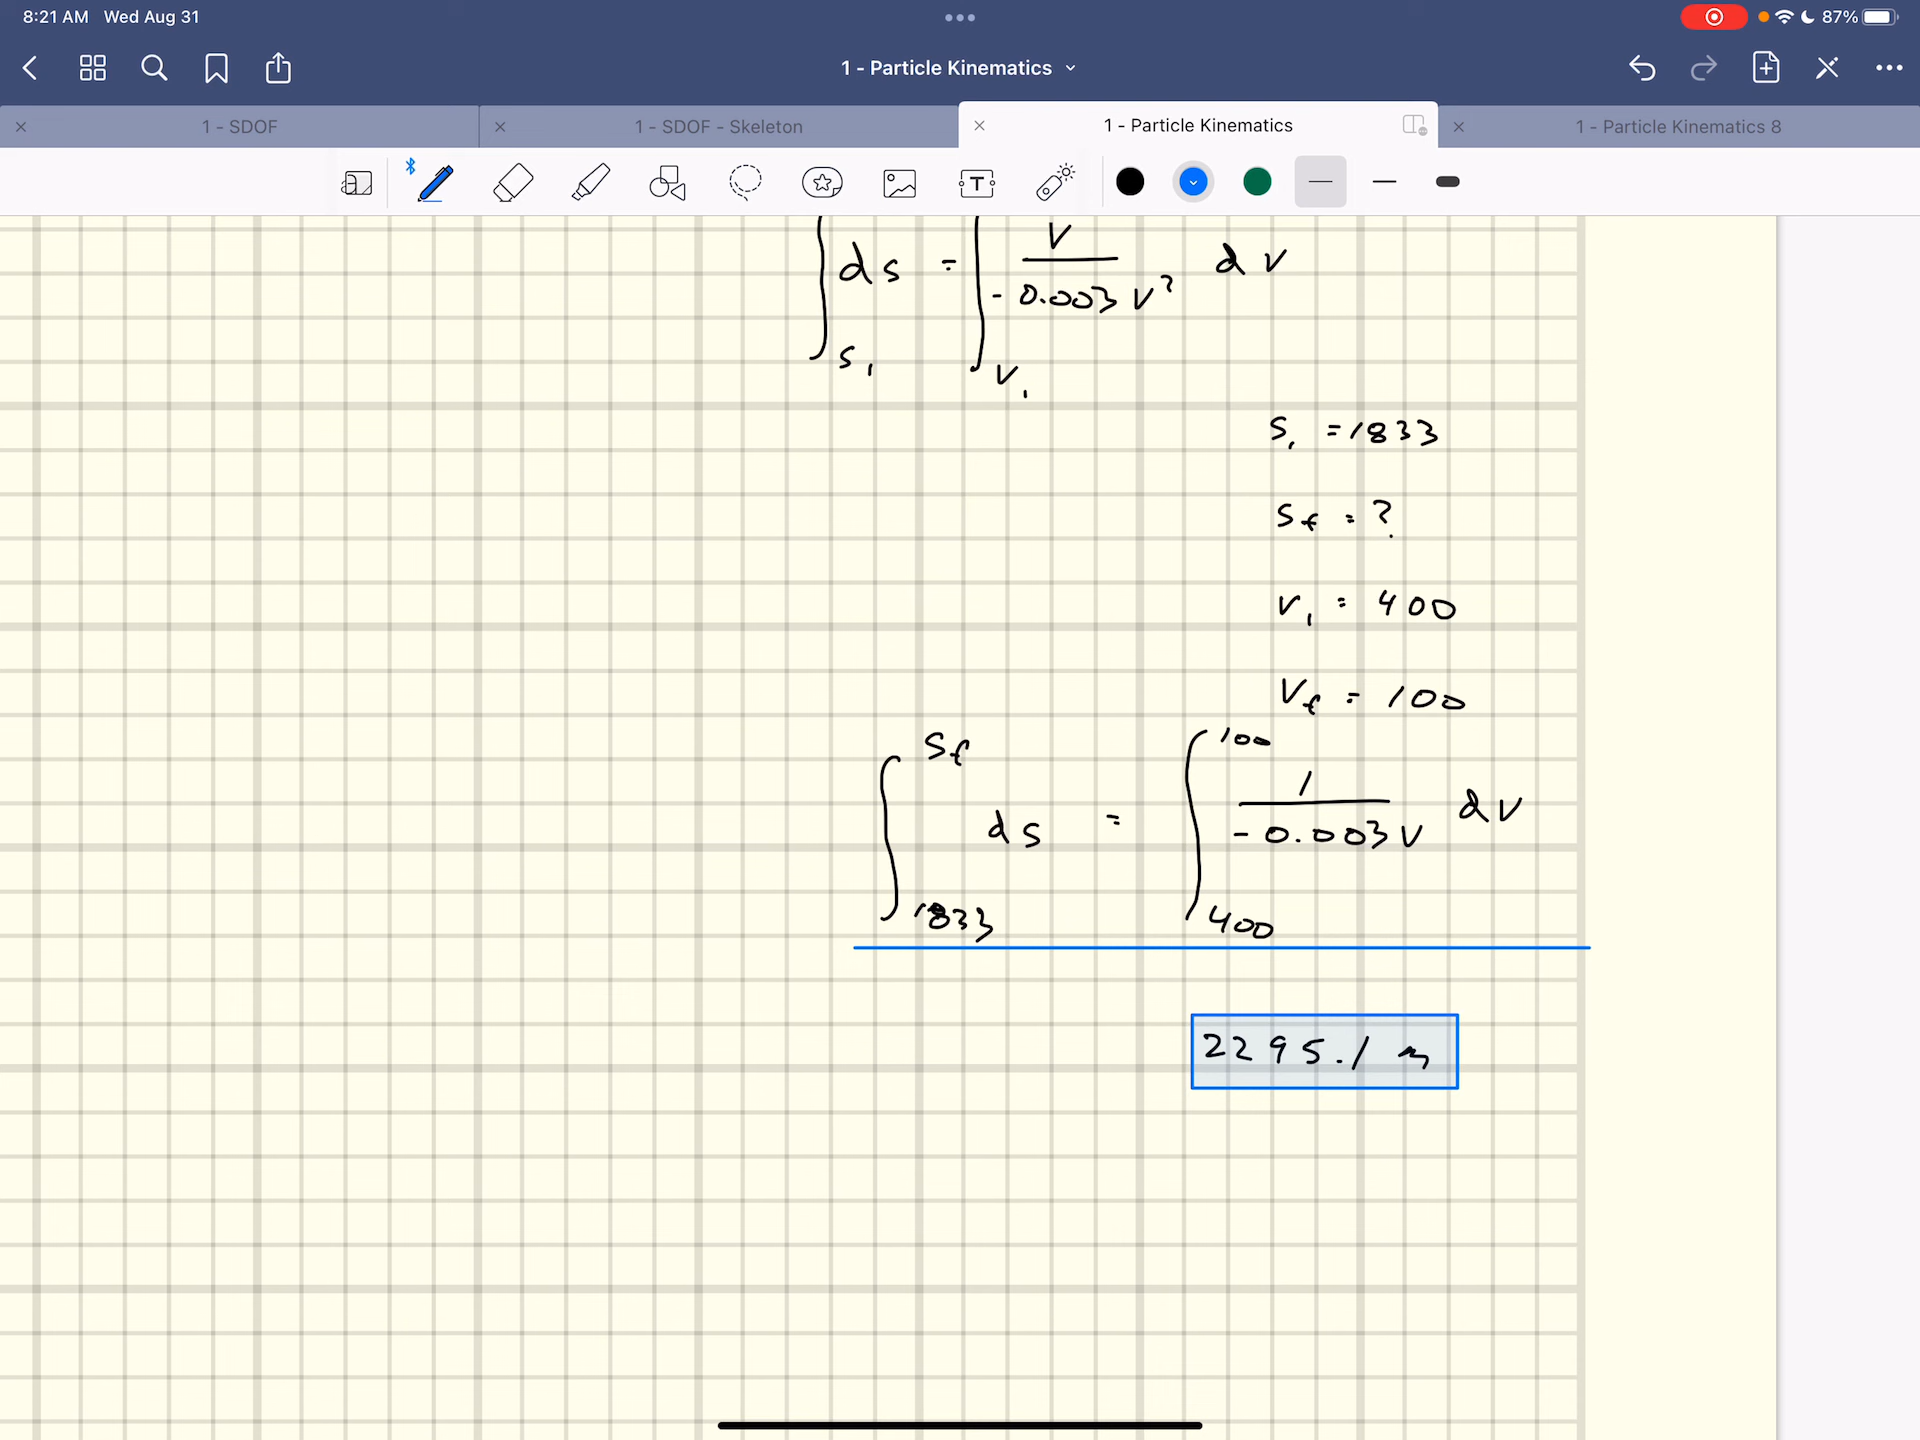 8:21 AM Wed Aug 31
87%
1 - Particle Kinematics
1 - SDOF
1 - SDOF - Skeleton
1 - Particle Kinematics
1 - Particle Kinematics 8
T
∫ ds = ∫ v / -0.003 v² dv
s₁ v₁
s₁ = 1833
s_f = ?
v₁ = 400
v_f = 100
s_f 100
∫ ds = ∫ 1 / -0.003 v dv
1833 400
2295.1 m